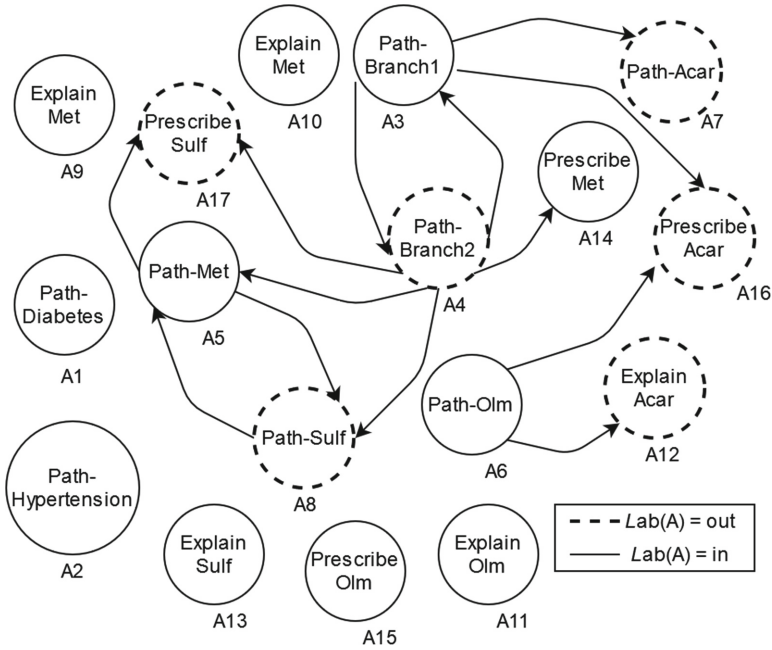 Explain
Met
A10
Path-
Branch1
A3
Path-Acar
A7
Explain
Met
A9
Prescribe
Sulf
A17
Prescribe
Met
A14
Path-
Branch2
A4
Prescribe
Acar
A16
Path-Met
A5
Path-
Diabetes
A1
Path-Olm
A6
Explain
Acar
A12
Path-Sulf
A8
Path-
Hypertension
A2
Explain
Sulf
A13
Prescribe
Olm
A15
Explain
Olm
A11
Lab(A) = out
Lab(A) = in